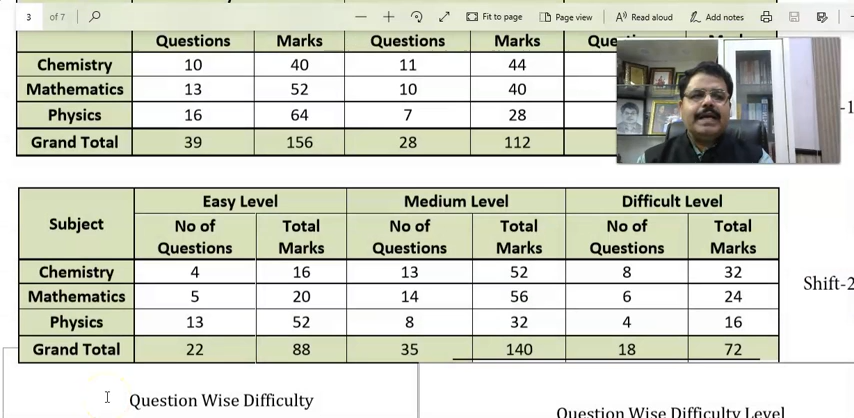 3 of 7 Fit to page Page view Read aloud Add notes
Questions Marks Questions Marks
Chemistry 10 40 11 44
Mathematics 13 52 10 40
Physics 16 64 7 28
Grand Total 39 156 28 112
Subject Easy Level Medium Level Difficult Level
No of Questions Total Marks No of Questions Total Marks No of Questions Total Marks
Chemistry 4 16 13 52 8 32
Mathematics 5 20 14 56 6 24
Shift-2
Physics 13 52 8 32 4 16
Grand Total 22 88 35 140 18 72
Question Wise Difficulty
Question Wise Difficulty Level